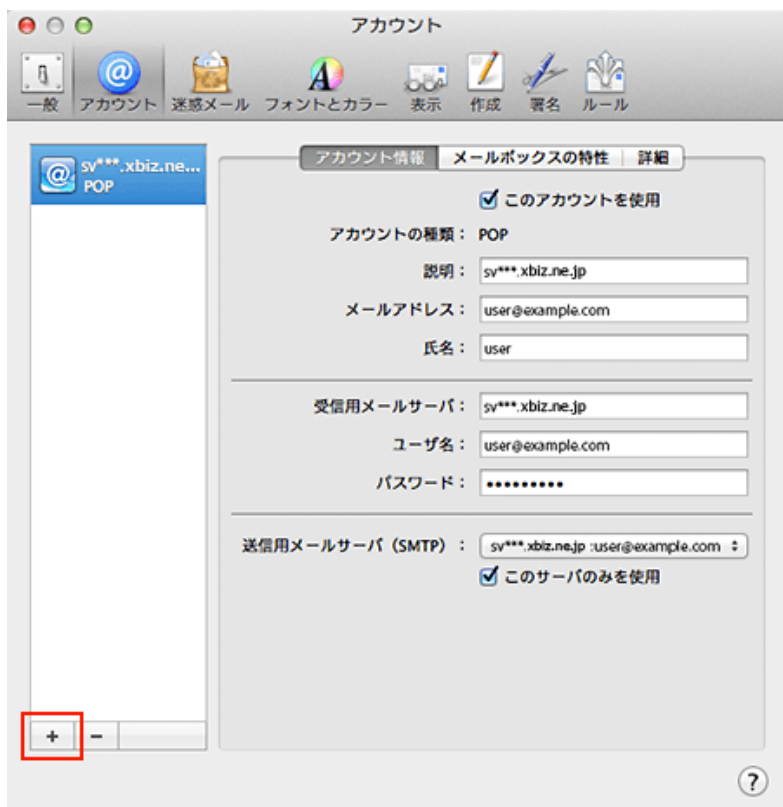 アカウント
一般 アカウント 迷惑メール フォントとカラー 表示 作成 署名 ルール
sv***.xbiz.ne...
POP
アカウント情報 メールボックスの特性 詳細
このアカウントを使用
アカウントの種類： POP
説明： sv***.xbiz.ne.jp
メールアドレス： user@example.com
氏名： user
受信用メールサーバ： sv***.xbiz.ne.jp
ユーザ名： user@example.com
パスワード： •••••••••
送信用メールサーバ（SMTP）： sv***.xbiz.ne.jp :user@example.com
このサーバのみを使用
+ −
?